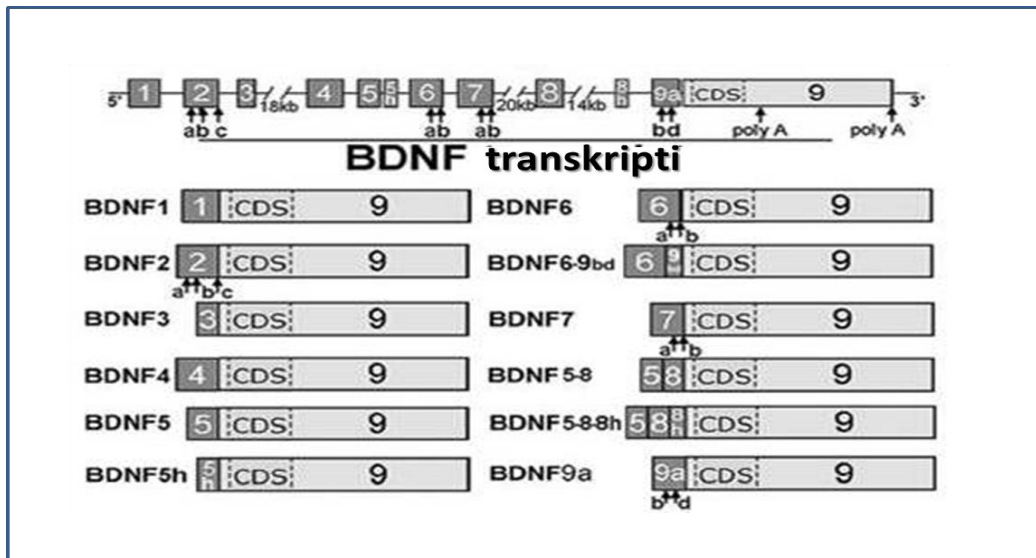 1 2 3 4 5 5h 6 7 8 8h 9a CDS 9
5' 18kb 20kb 14kb 3'
ab c ab ab bd poly A poly A
BDNF transkripti
BDNF1 1 CDS 9
BDNF6 6 CDS 9
a b
BDNF2 2 CDS 9
a b c
BDNF6-9bd 6 9 CDS 9
BDNF3 3 CDS 9
BDNF7 7 CDS 9
a b
BDNF4 4 CDS 9
BDNF 5-8 5 8 CDS 9
BDNF5 5 CDS 9
BDNF5-8-8h 5 8 8h CDS 9
BDNF5h 5h CDS 9
BDNF9a 9a CDS 9
b d